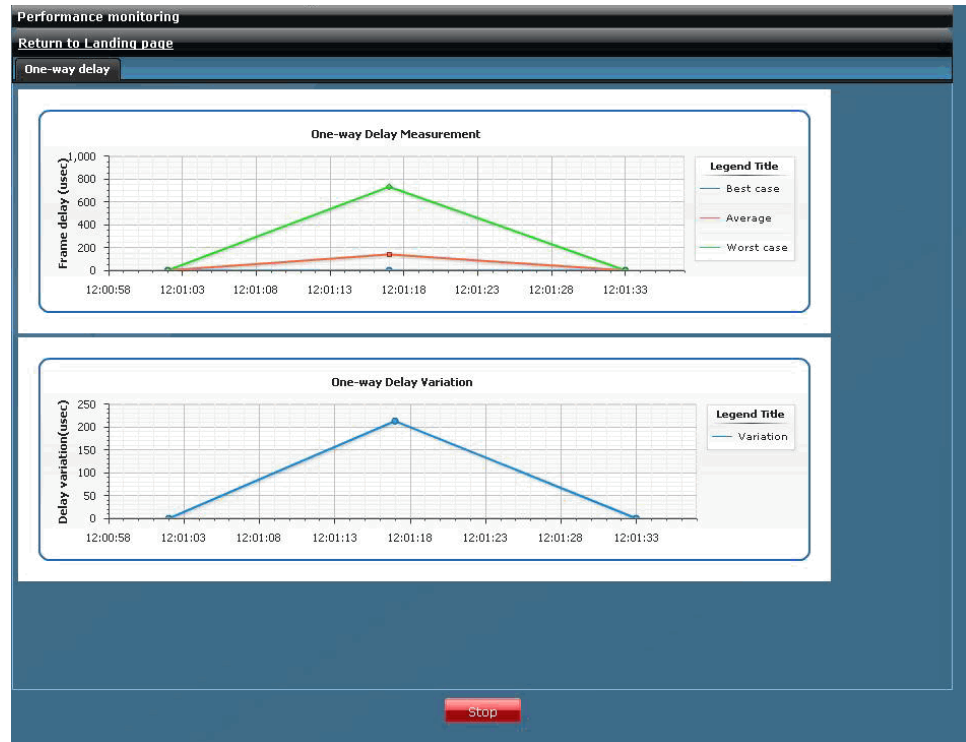 Performance monitoring
Return to Landing page
One-way delay
One-way Delay Measurement
Frame delay (usec)
1,000
800
600
400
200
0
12:00:58 12:01:03 12:01:08 12:01:13 12:01:18 12:01:23 12:01:28 12:01:33
Legend Title
Best case
Average
Worst case
One-way Delay Variation
Delay variation(usec)
250
200
150
100
50
0
12:00:58 12:01:03 12:01:08 12:01:13 12:01:18 12:01:23 12:01:28 12:01:33
Legend Title
Variation
Stop